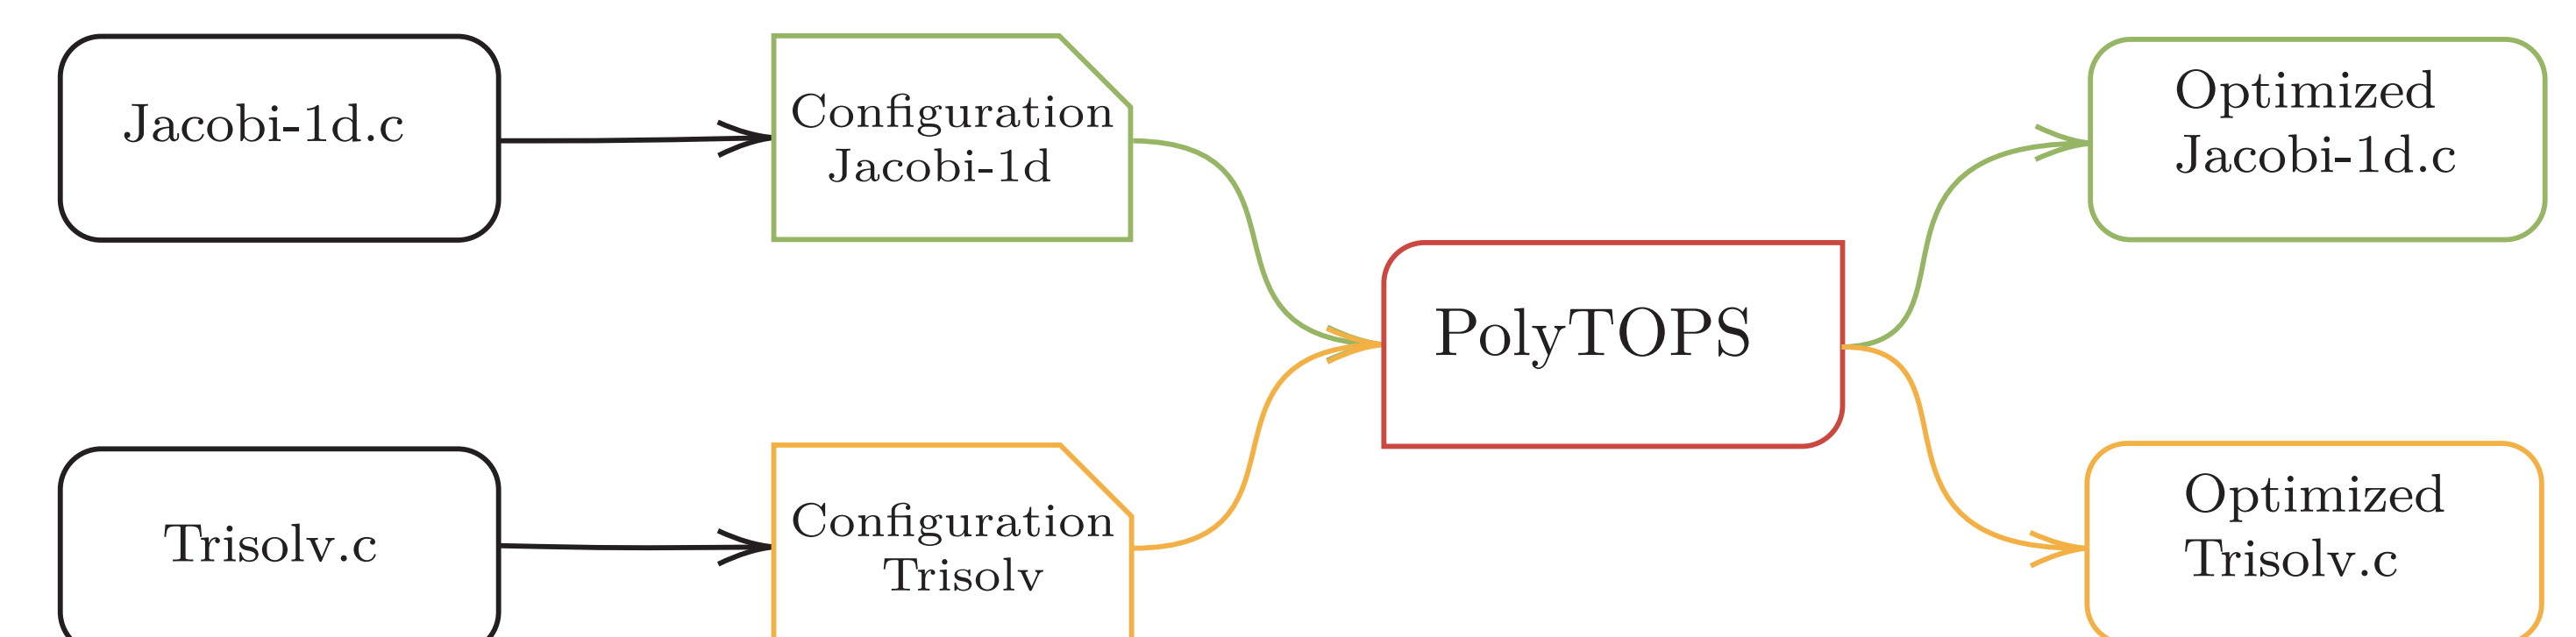 Jacobi-1d.c
Configuration
Jacobi-1d
Optimized
Jacobi-1d.c
PolyTOPS
Trisolv.c
Configuration
Trisolv
Optimized
Trisolv.c